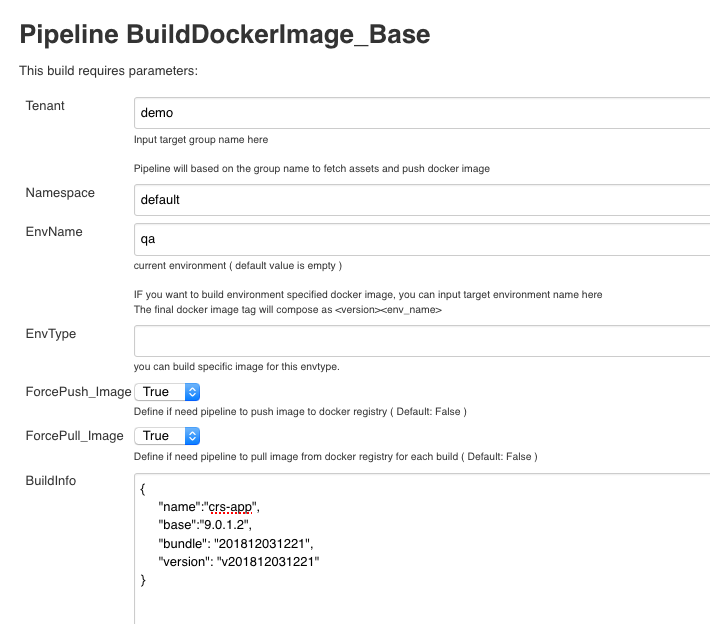 Pipeline BuildDockerImage_Base
This build requires parameters:
Tenant
demo
Input target group name here
Pipeline will based on the group name to fetch assets and push docker image
Namespace
default
EnvName
qa
current environment ( default value is empty )
IF you want to build environment specified docker image, you can input target environment name here
The final docker image tag will compose as <version><env_name>
EnvType
you can build specific image for this envtype.
ForcePush_Image
True
Define if need pipeline to push image to docker registry ( Default: False )
ForcePull_Image
True
Define if need pipeline to pull image from docker registry for each build ( Default: False )
BuildInfo
{
"name":"crs-app",
"base":"9.0.1.2",
"bundle": "201812031221",
"version": "v201812031221"
}